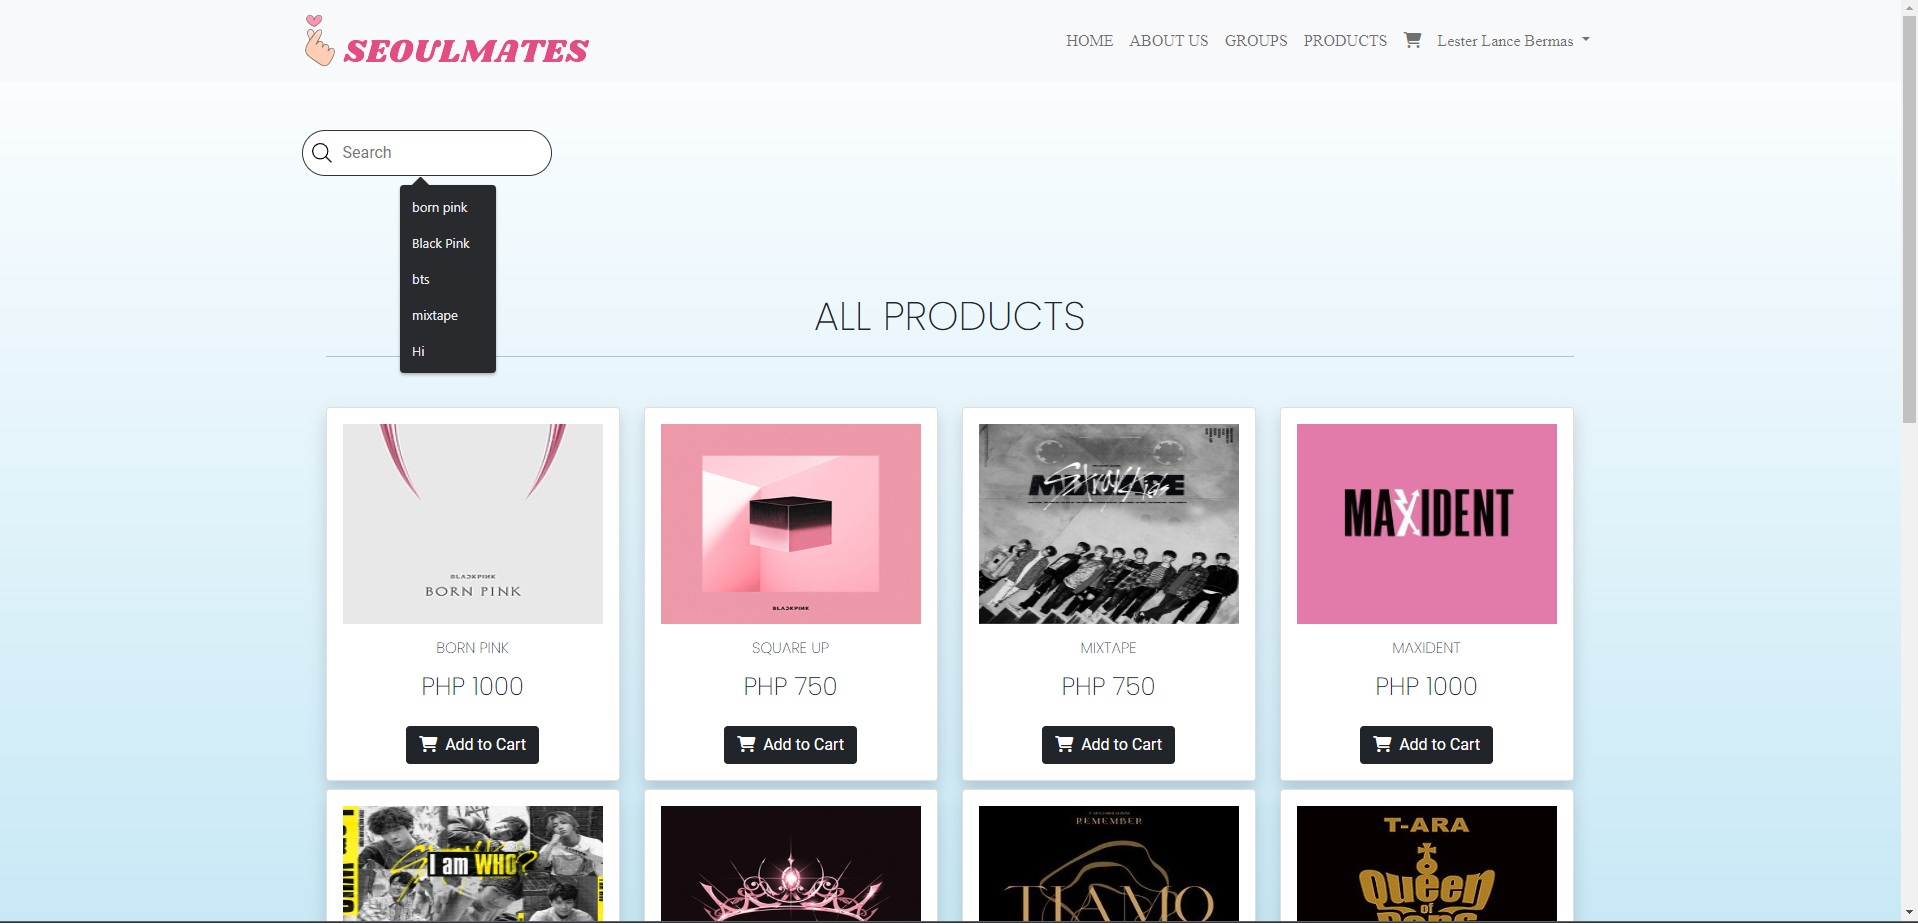 SEOULMATES
HOME ABOUT US GROUPS PRODUCTS Lester Lance Bermas
Search
born pink
Black Pink
bts
mixtape
Hi
ALL PRODUCTS
BLACKPINK
BORN PINK
BLACKPINK
Stray Kids
MIXTAPE
MAXIDENT
BORN PINK
SQUARE UP
MIXTAPE
MAXIDENT
PHP 1000
PHP 750
PHP 750
PHP 1000
Add to Cart
Add to Cart
Add to Cart
Add to Cart
I am WHO?
REMEMBER
TIAMO
T-ARA
Queen
OF